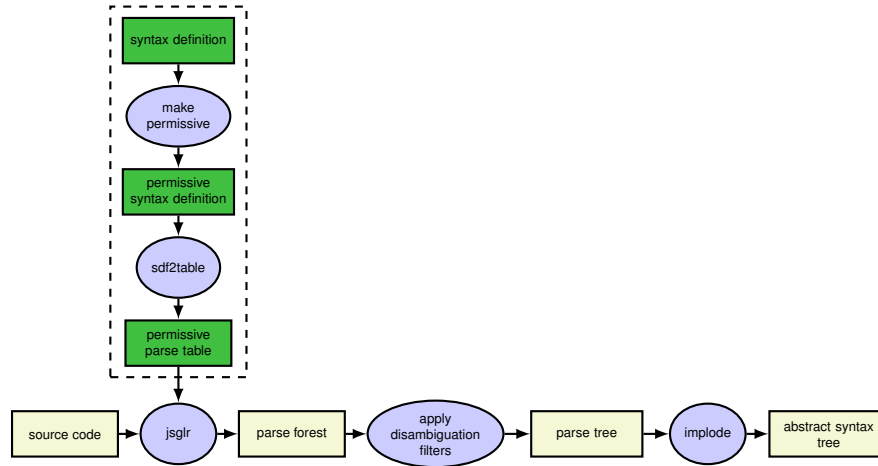 syntax definition
make
permissive
permissive
syntax definition
sdf2table
permissive
parse table
source code
jsglr
parse forest
apply
disambiguation
filters
parse tree
implode
abstract syntax
tree